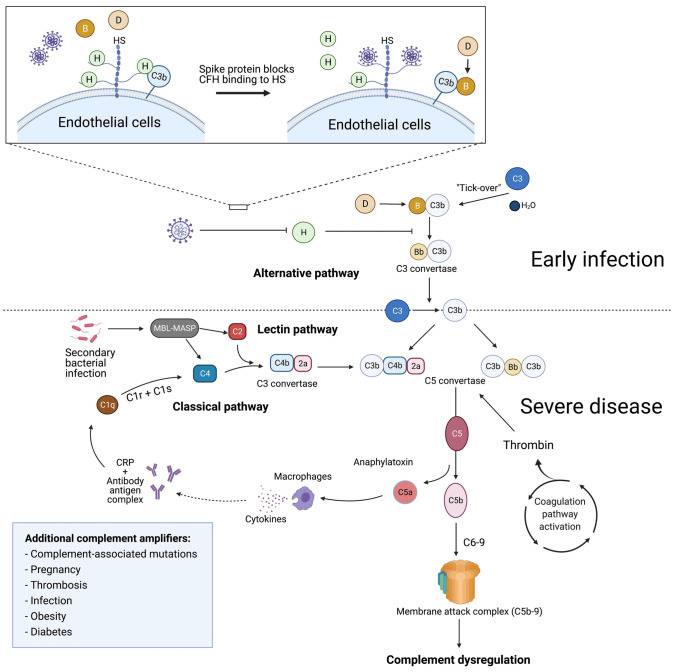 D
B
HS
H
H
H
C3b
Endothelial cells
Spike protein blocks
CFH binding to HS
H
H
HS
H
D
C3b
B
Endothelial cells
"Tick-over"
C3
D
B
C3b
H₂O
H
Bb
C3b
C3 convertase
Alternative pathway
Early infection
C3
C3b
MBL-MASP
C2
Lectin pathway
Secondary
bacterial
infection
C4
C4b
2a
C3 convertase
C3b
C4b
2a
C3b
Bb
C3b
C5 convertase
C1q
C1r + C1s
Classical pathway
Severe disease
C5
Thrombin
CRP
+
Antibody
antigen
complex
Macrophages
Anaphylatoxin
C5a
C5b
Cytokines
Coagulation
pathway
activation
C6-9
Additional complement amplifiers:
- Complement-associated mutations
- Pregnancy
- Thrombosis
- Infection
- Obesity
- Diabetes
Membrane attack complex (C5b-9)
Complement dysregulation